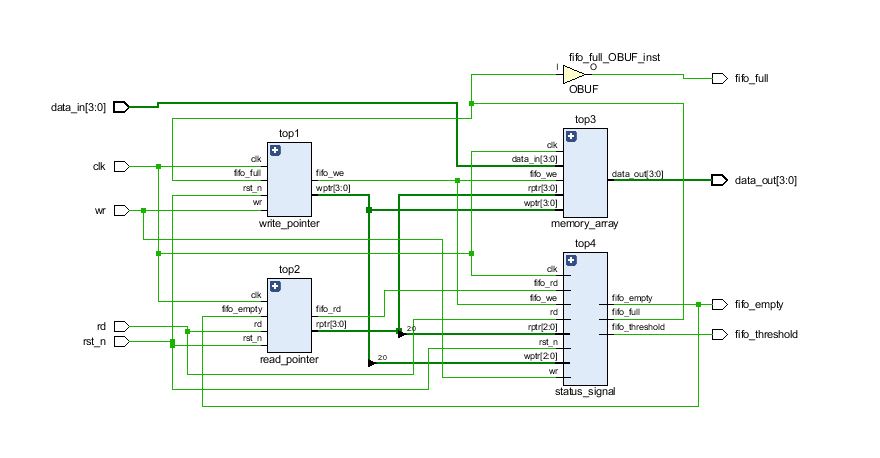 fifo_full_OBUF_inst
I
O
OBUF
fifo_full
data_in[3:0]
clk
wr
rd
rst_n
top1
clk
fifo_full
rst_n
wr
fifo_we
wptr[3:0]
write_pointer
top2
clk
fifo_empty
rd
rst_n
fifo_rd
rptr[3:0]
read_pointer
top3
clk
data_in[3:0]
fifo_we
rptr[3:0]
wptr[3:0]
data_out[3:0]
memory_array
data_out[3:0]
top4
clk
fifo_rd
fifo_we
rd
2:0
rptr[2:0]
rst_n
2:0
wptr[2:0]
wr
fifo_empty
fifo_full
fifo_threshold
status_signal
fifo_empty
fifo_threshold